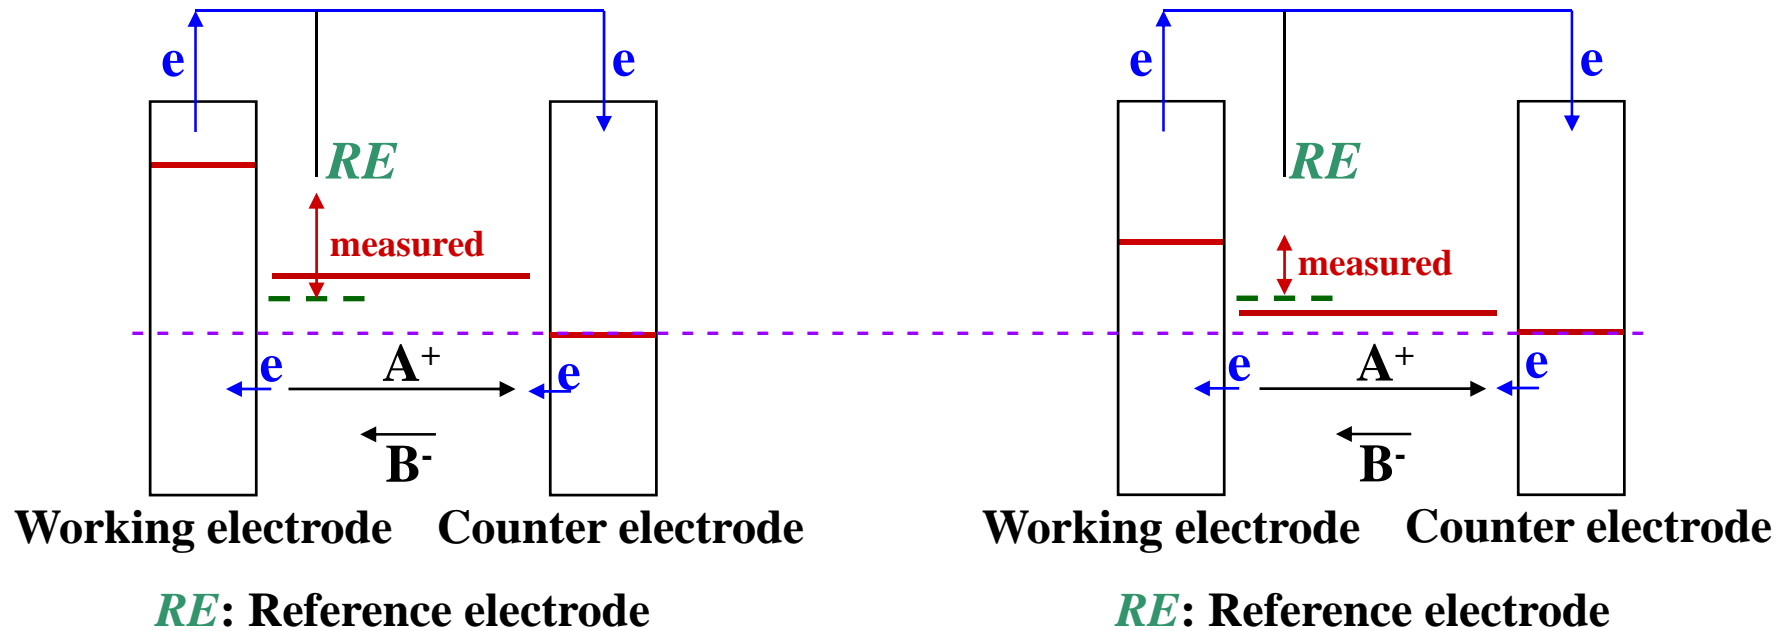 e
e
RE
measured
e
A+
e
B-
Working electrode
Counter electrode
RE: Reference electrode
e
e
RE
measured
e
A+
e
B-
Working electrode
Counter electrode
RE: Reference electrode